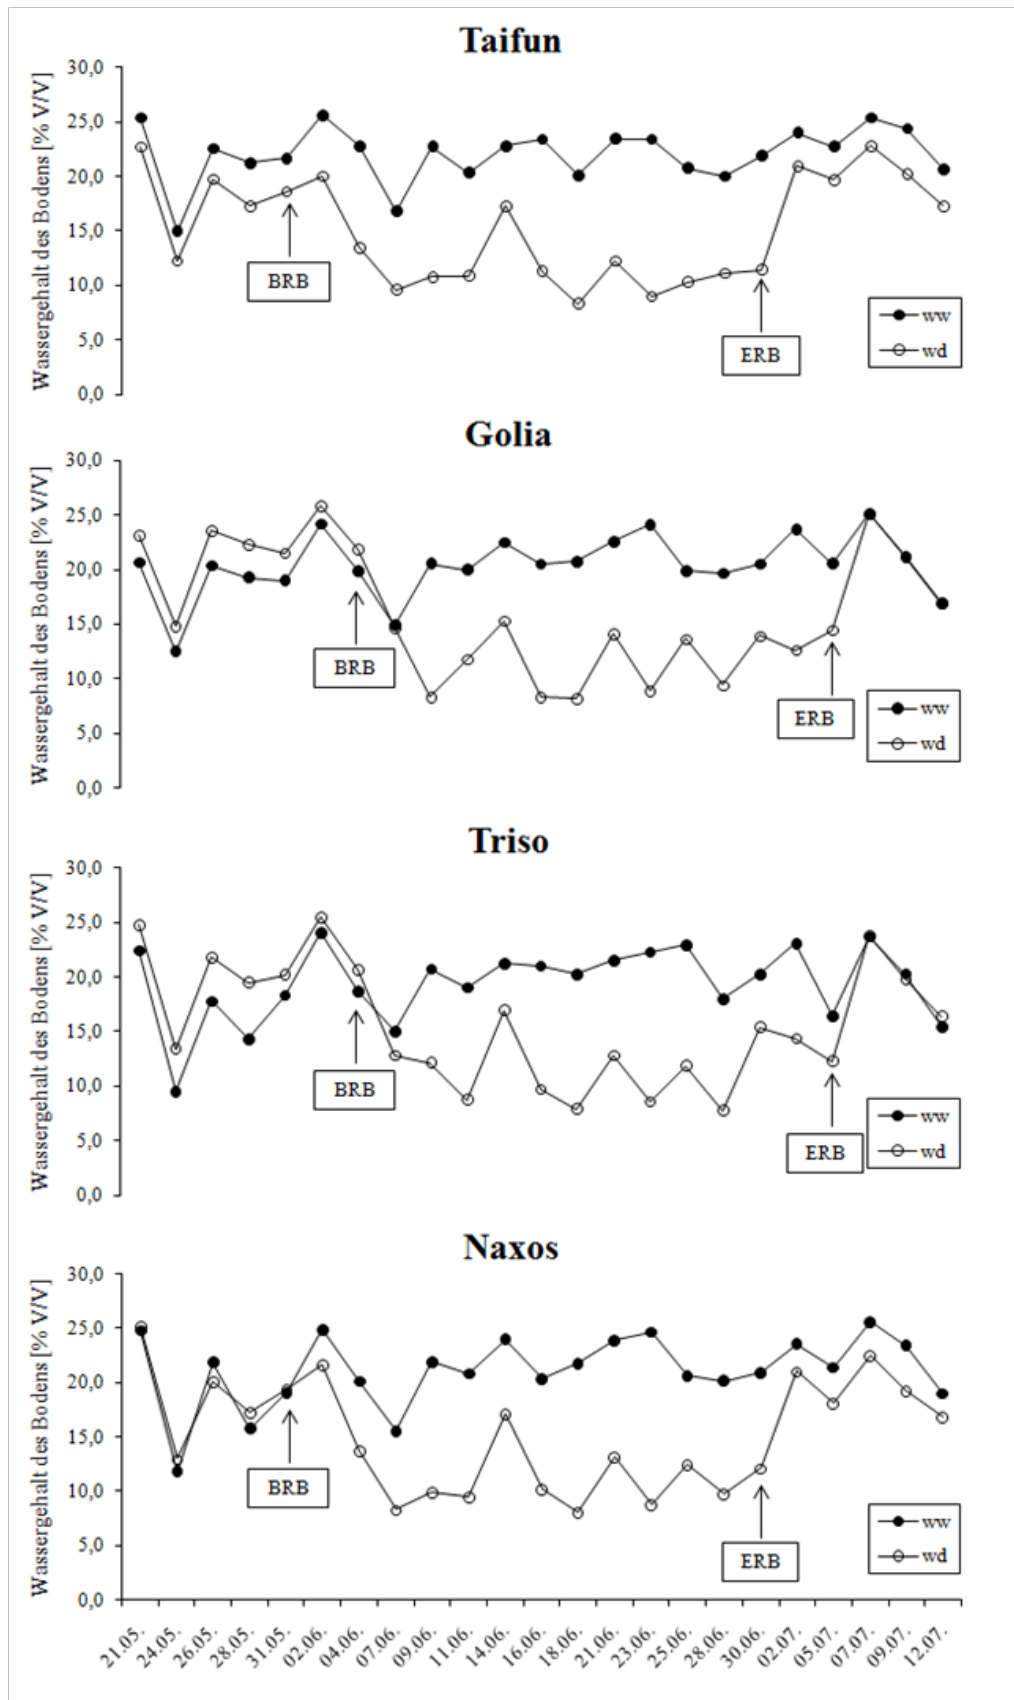 Taifun
Wassergehalt des Bodens [% V/V]
30,0
25,0
20,0
15,0
10,0
5,0
0,0
BRB
ERB
ww
wd
Golia
Wassergehalt des Bodens [% V/V]
30,0
25,0
20,0
15,0
10,0
5,0
0,0
BRB
ERB
ww
wd
Triso
Wassergehalt des Bodens [% V/V]
30,0
25,0
20,0
15,0
10,0
5,0
0,0
BRB
ERB
ww
wd
Naxos
Wassergehalt des Bodens [% V/V]
30,0
25,0
20,0
15,0
10,0
5,0
0,0
BRB
ERB
ww
wd
21.05.
24.05.
26.05.
28.05.
31.05.
02.06.
04.06.
07.06.
09.06.
11.06.
14.06.
16.06.
18.06.
21.06.
23.06.
25.06.
28.06.
30.06.
02.07.
05.07.
07.07.
09.07.
12.07.